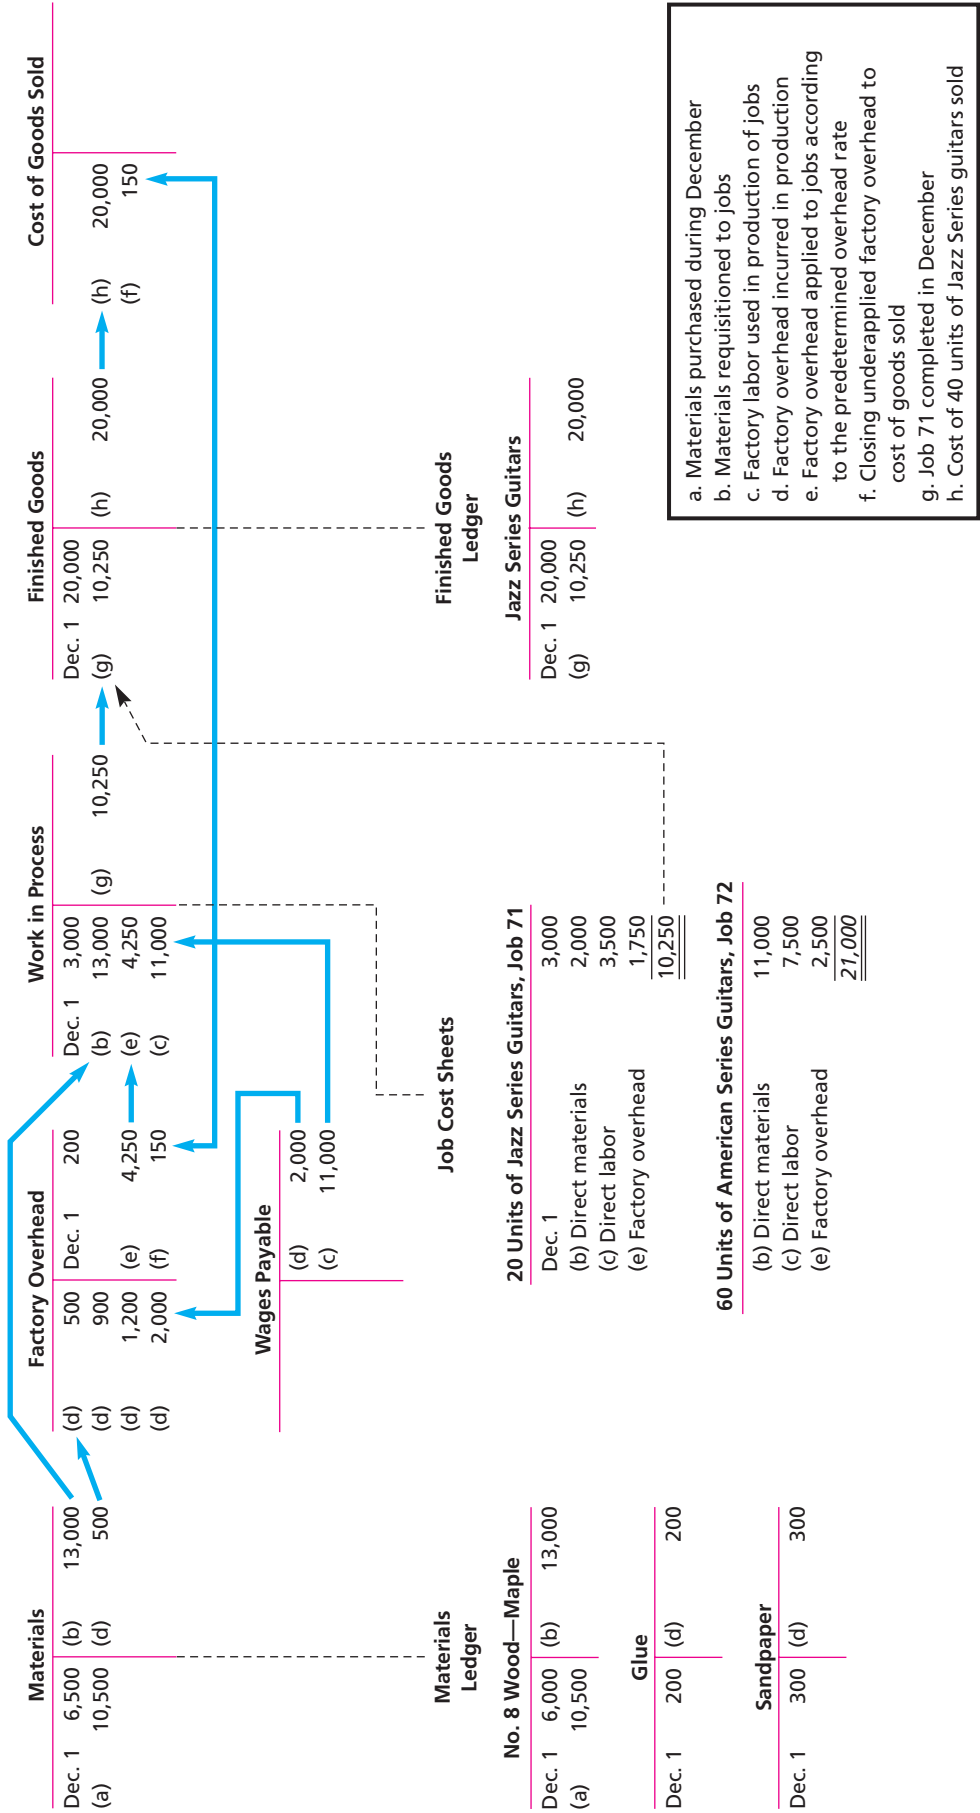 Materials
Dec. 1 6,500 (b) 13,000
(a) 10,500 (d) 500
Factory Overhead
(d) 500 Dec. 1 200
(d) 900
(d) 1,200 (e) 4,250
(d) 2,000 (f) 150
Work in Process
Dec. 1 3,000
(b) 13,000 (g) 10,250
(e) 4,250
(c) 11,000
Finished Goods
Dec. 1 20,000
(g) 10,250 (h) 20,000
Cost of Goods Sold
(h) 20,000
(f) 150
Wages Payable
(d) 2,000
(c) 11,000
Materials
Ledger
No. 8 Wood—Maple
Dec. 1 6,000 (b) 13,000
(a) 10,500
Glue
Dec. 1 200 (d) 200
Sandpaper
Dec. 1 300 (d) 300
Job Cost Sheets
20 Units of Jazz Series Guitars, Job 71
Dec. 1 3,000
(b) Direct materials 2,000
(c) Direct labor 3,500
(e) Factory overhead 1,750
10,250
60 Units of American Series Guitars, Job 72
(b) Direct materials 11,000
(c) Direct labor 7,500
(e) Factory overhead 2,500
21,000
Finished Goods
Ledger
Jazz Series Guitars
Dec. 1 20,000
(g) 10,250 (h) 20,000
a. Materials purchased during December
b. Materials requisitioned to jobs
c. Factory labor used in production of jobs
d. Factory overhead incurred in production
e. Factory overhead applied to jobs according
to the predetermined overhead rate
f. Closing underapplied factory overhead to
cost of goods sold
g. Job 71 completed in December
h. Cost of 40 units of Jazz Series guitars sold